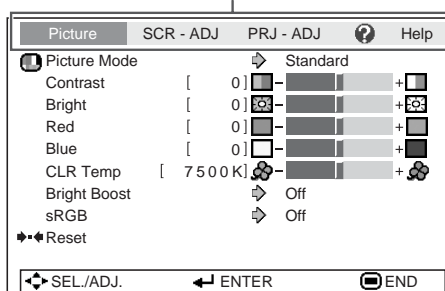 Picture SCR - ADJ PRJ - ADJ ? Help
Picture Mode Standard
Contrast [ 0] - +
Bright [ 0] - +
Red [ 0] - +
Blue [ 0] - +
CLR Temp [ 7500K] - +
Bright Boost Off
sRGB Off
Reset
SEL./ADJ. ENTER END